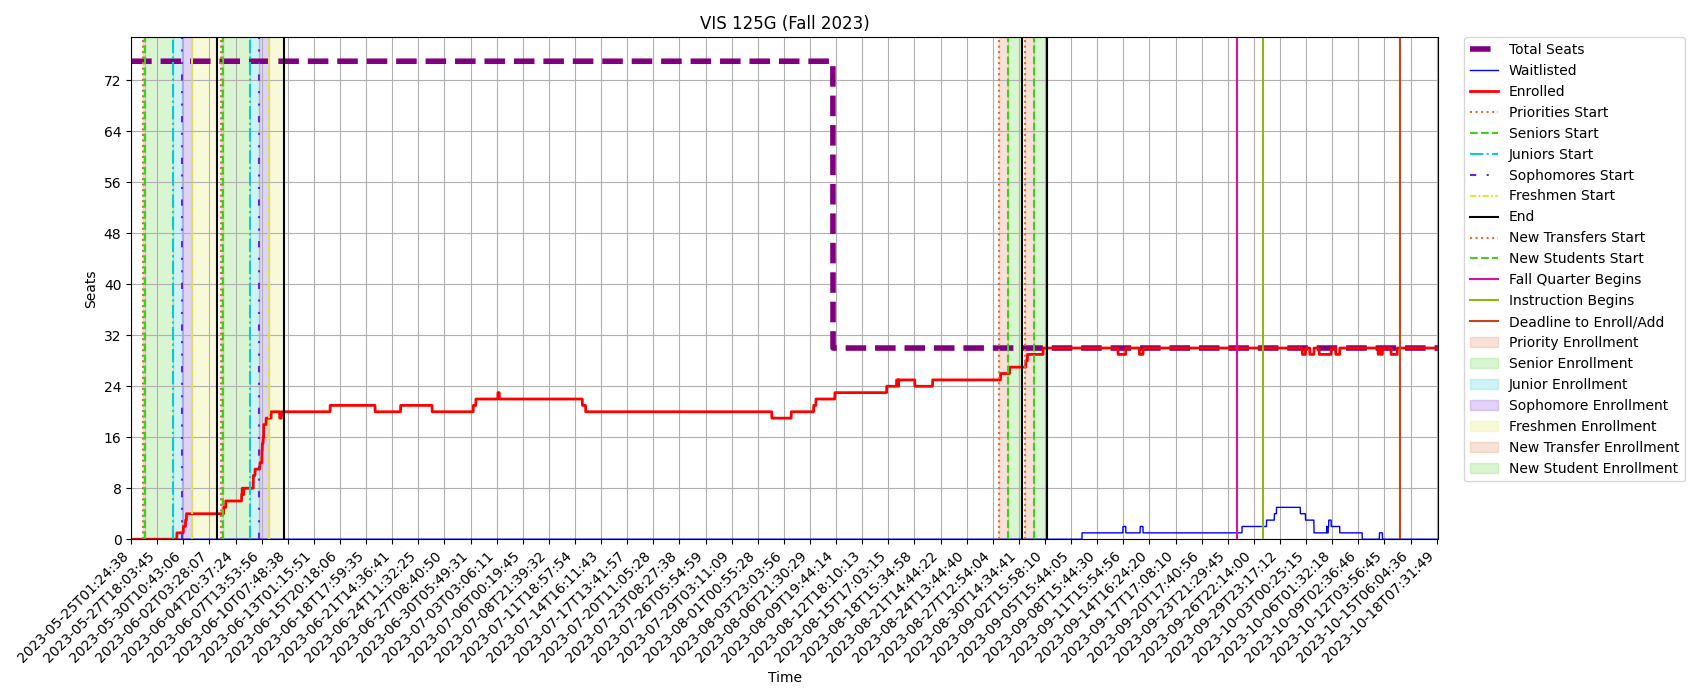 VIS 125G (Fall 2023)
Seats
72
64
56
48
40
32
24
16
8
0
2023-05-25T01:24:38
2023-05-27T18:03:45
2023-05-30T10:43:06
2023-06-02T03:28:07
2023-06-04T20:37:24
2023-06-07T13:53:56
2023-06-10T07:48:38
2023-06-13T01:15:51
2023-06-15T20:18:06
2023-06-18T17:59:35
2023-06-21T14:36:41
2023-06-24T11:32:25
2023-06-27T08:40:50
2023-06-30T05:49:31
2023-07-03T03:06:11
2023-07-06T00:19:45
2023-07-08T21:39:32
2023-07-11T18:57:54
2023-07-14T16:11:43
2023-07-17T13:41:57
2023-07-20T11:05:28
2023-07-23T08:27:38
2023-07-26T05:54:59
2023-07-29T03:11:09
2023-08-01T00:55:28
2023-08-03T23:03:56
2023-08-06T21:30:29
2023-08-09T19:44:14
2023-08-12T18:10:13
2023-08-15T17:03:15
2023-08-18T15:34:58
2023-08-21T14:44:22
2023-08-24T13:44:40
2023-08-27T12:54:04
2023-08-30T14:34:41
2023-09-02T15:58:10
2023-09-05T15:44:05
2023-09-08T15:44:30
2023-09-11T15:54:56
2023-09-14T16:24:20
2023-09-17T17:08:10
2023-09-20T17:40:56
2023-09-23T21:29:45
2023-09-26T22:14:00
2023-09-29T23:17:12
2023-10-03T00:25:15
2023-10-06T01:32:18
2023-10-09T02:36:46
2023-10-12T03:56:45
2023-10-15T06:04:36
2023-10-18T07:31:49
Time
Total Seats
Waitlisted
Enrolled
Priorities Start
Seniors Start
Juniors Start
Sophomores Start
Freshmen Start
End
New Transfers Start
New Students Start
Fall Quarter Begins
Instruction Begins
Deadline to Enroll/Add
Priority Enrollment
Senior Enrollment
Junior Enrollment
Sophomore Enrollment
Freshmen Enrollment
New Transfer Enrollment
New Student Enrollment